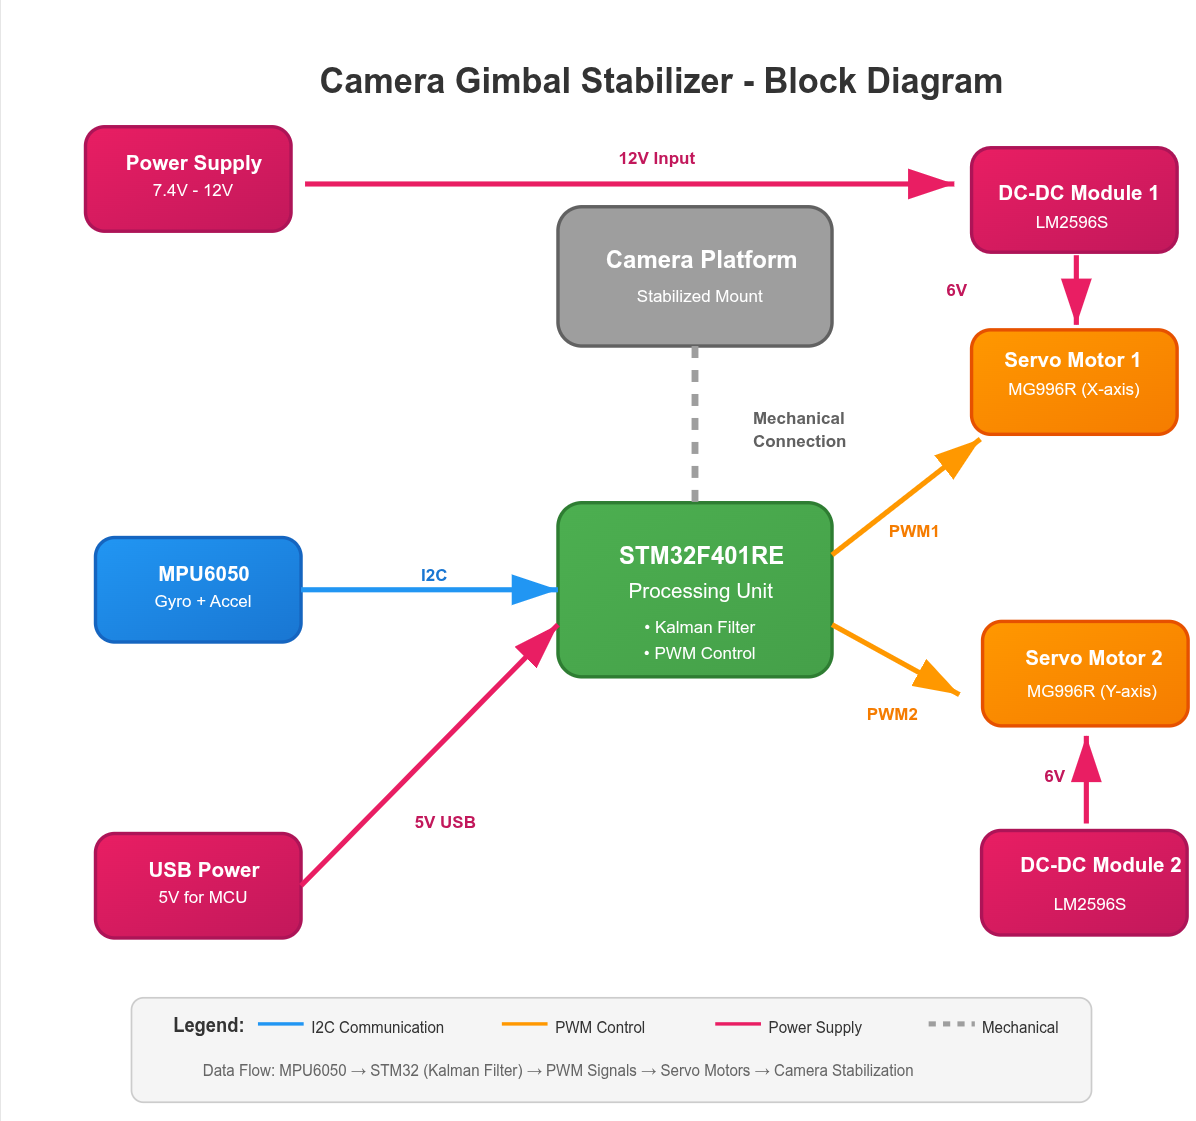 Camera Gimbal Stabilizer - Block Diagram
Power Supply
7.4V - 12V
12V Input
DC-DC Module 1
LM2596S
Camera Platform
Stabilized Mount
6V
Servo Motor 1
MG996R (X-axis)
Mechanical
Connection
PWM1
MPU6050
Gyro + Accel
I2C
STM32F401RE
Processing Unit
• Kalman Filter
• PWM Control
Servo Motor 2
MG996R (Y-axis)
PWM2
6V
5V USB
USB Power
5V for MCU
DC-DC Module 2
LM2596S
Legend:
I2C Communication
PWM Control
Power Supply
Mechanical
Data Flow: MPU6050 → STM32 (Kalman Filter) → PWM Signals → Servo Motors → Camera Stabilization